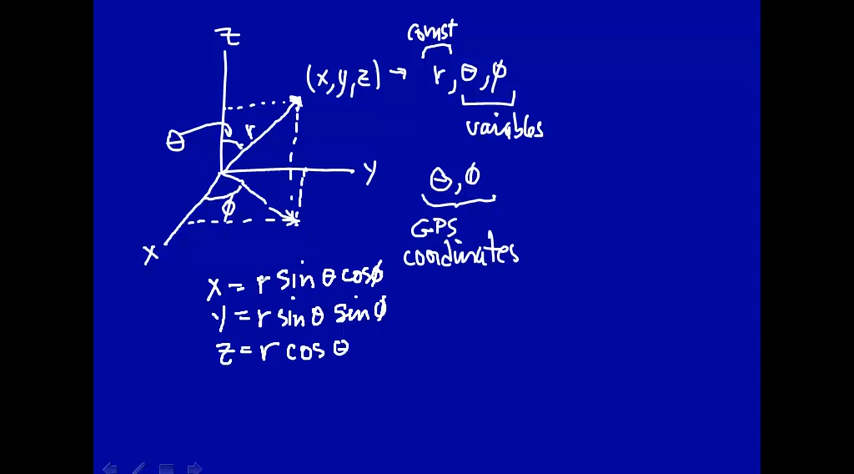 const
(x,y,z) → r, θ, φ
variables
z
r
θ
y
φ
x
θ, φ
GPS
coordinates
x = r sin θ cos φ
y = r sin θ sin φ
z = r cos θ